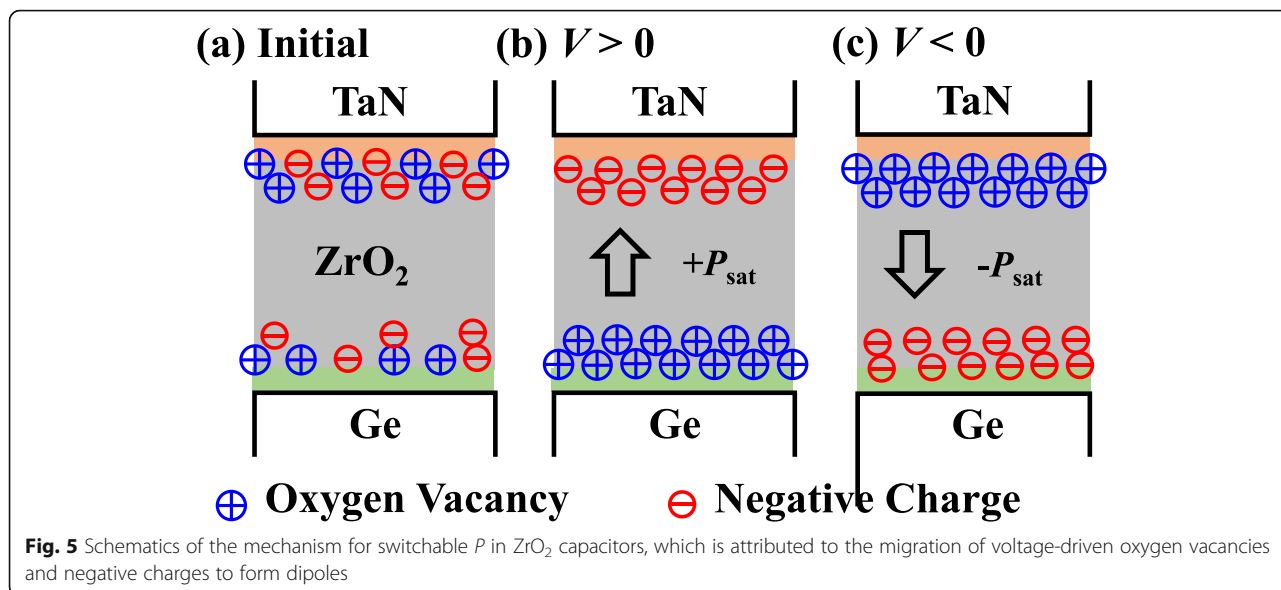 (a) Initial (b) V > 0 (c) V < 0
TaN TaN TaN
ZrO₂ +Psat -Psat
Ge Ge Ge
⊕ Oxygen Vacancy ⊖ Negative Charge
Fig. 5 Schematics of the mechanism for switchable P in ZrO₂ capacitors, which is attributed to the migration of voltage-driven oxygen vacancies
and negative charges to form dipoles